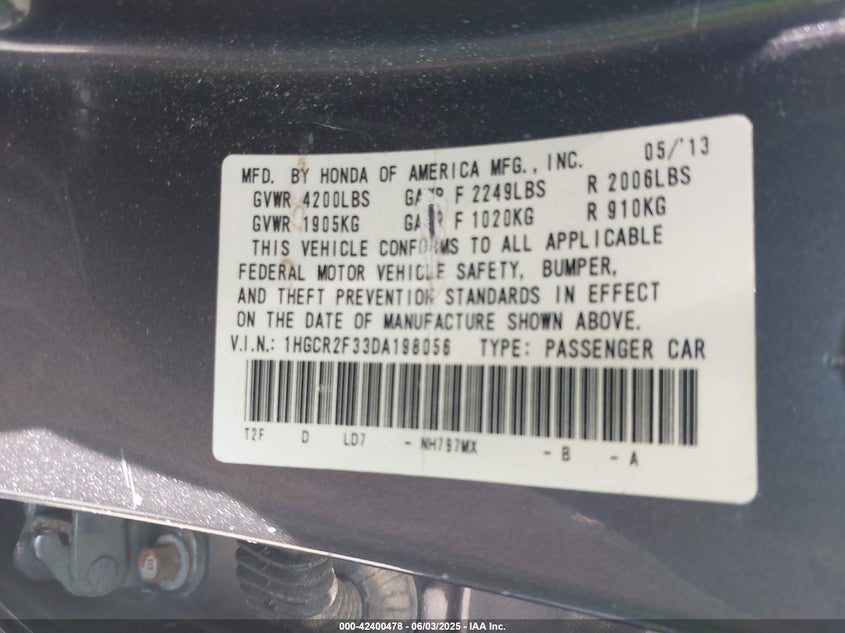 MFD. BY HONDA OF AMERICA MFG., INC. 05/'13
GVWR 4200LBS F 2249LBS R 2006LBS
GVWR 1905KG F 1020KG R 910KG
THIS VEHICLE CONFORMS TO ALL APPLICABLE
FEDERAL MOTOR VEHICLE SAFETY, BUMPER,
AND THEFT PREVENTION STANDARDS IN EFFECT
ON THE DATE OF MANUFACTURE SHOWN ABOVE.
V.I.N.: 1HGCR2F33DA198056 TYPE: PASSENGER CAR
T2F D LD7 - NH797MX - B - A
000-42400478 - 06/03/2025 - IAA Inc.